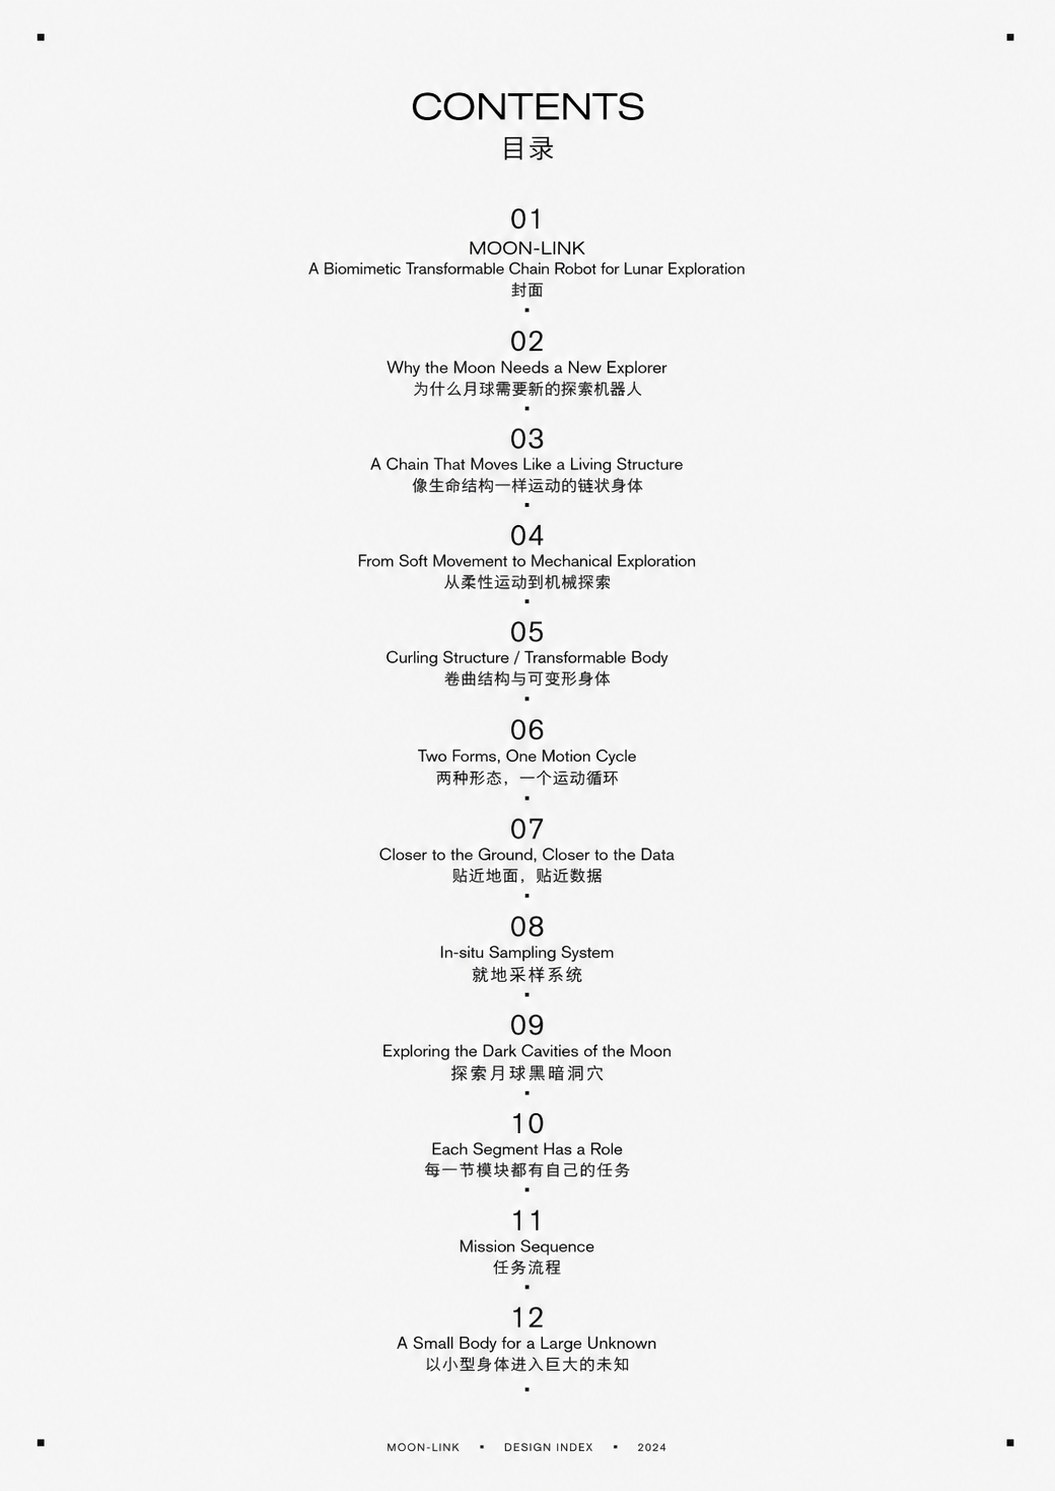 CONTENTS
目录
01
MOON-LINK
A Biomimetic Transformable Chain Robot for Lunar Exploration
封面
02
Why the Moon Needs a New Explorer
为什么月球需要新的探索机器人
03
A Chain That Moves Like a Living Structure
像生命结构一样运动的链状身体
04
From Soft Movement to Mechanical Exploration
从柔性运动到机械探索
05
Curling Structure / Transformable Body
卷曲结构与可变形身体
06
Two Forms, One Motion Cycle
两种形态，一个运动循环
07
Closer to the Ground, Closer to the Data
贴近地面，贴近数据
08
In-situ Sampling System
就地采样系统
09
Exploring the Dark Cavities of the Moon
探索月球黑暗洞穴
10
Each Segment Has a Role
每一节模块都有自己的任务
11
Mission Sequence
任务流程
12
A Small Body for a Large Unknown
以小型身体进入巨大的未知
MOON-LINK ▪ DESIGN INDEX ▪ 2024